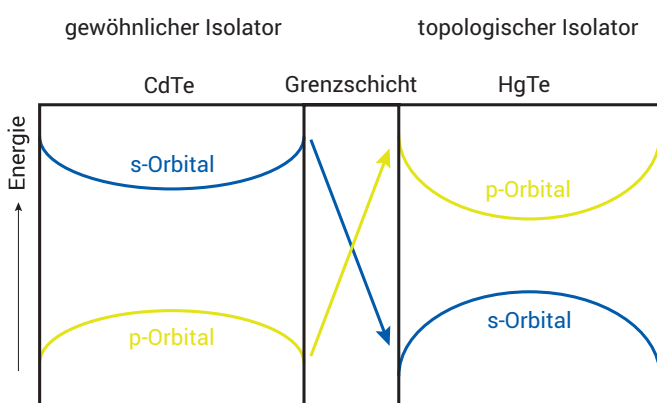 gewöhnlicher Isolator
topologischer Isolator
CdTe
Grenzschicht
HgTe
Energie
s-Orbital
p-Orbital
p-Orbital
s-Orbital